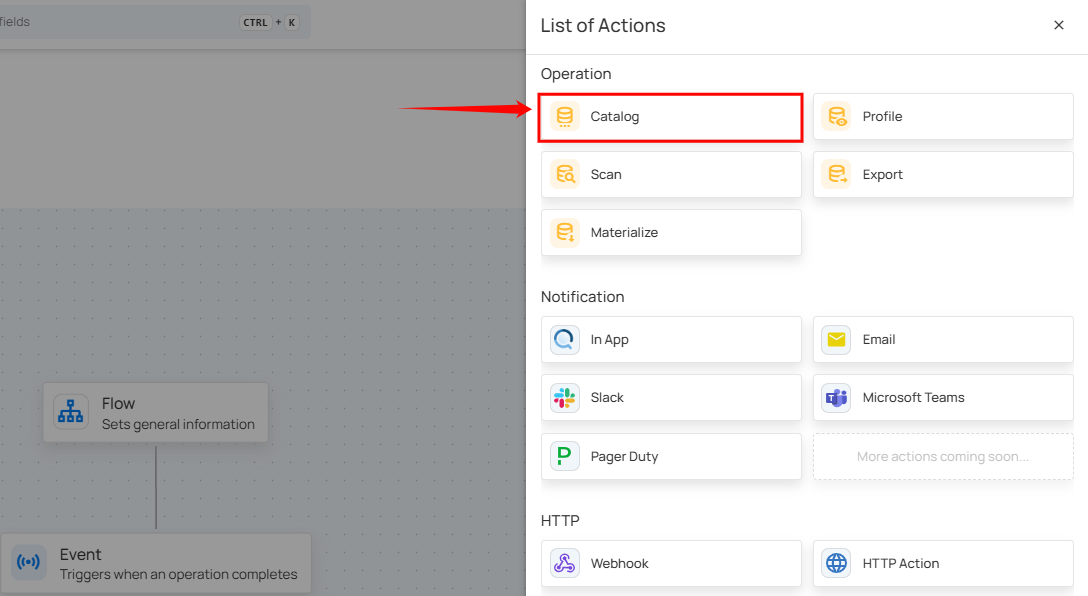 fields
CTRL + K
List of Actions
Operation
Catalog
Profile
Scan
Export
Materialize
Notification
In App
Email
Slack
Microsoft Teams
Pager Duty
More actions coming soon...
HTTP
Webhook
HTTP Action
Flow
Sets general information
Event
Triggers when an operation completes